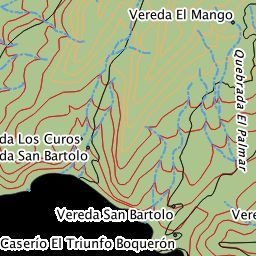 Vereda El Mango
Quebrada El Palmar
da Los Curos
da San Bartolo
Vereda San Bartolo
Vere
Caserío El Triunfo Boquerón